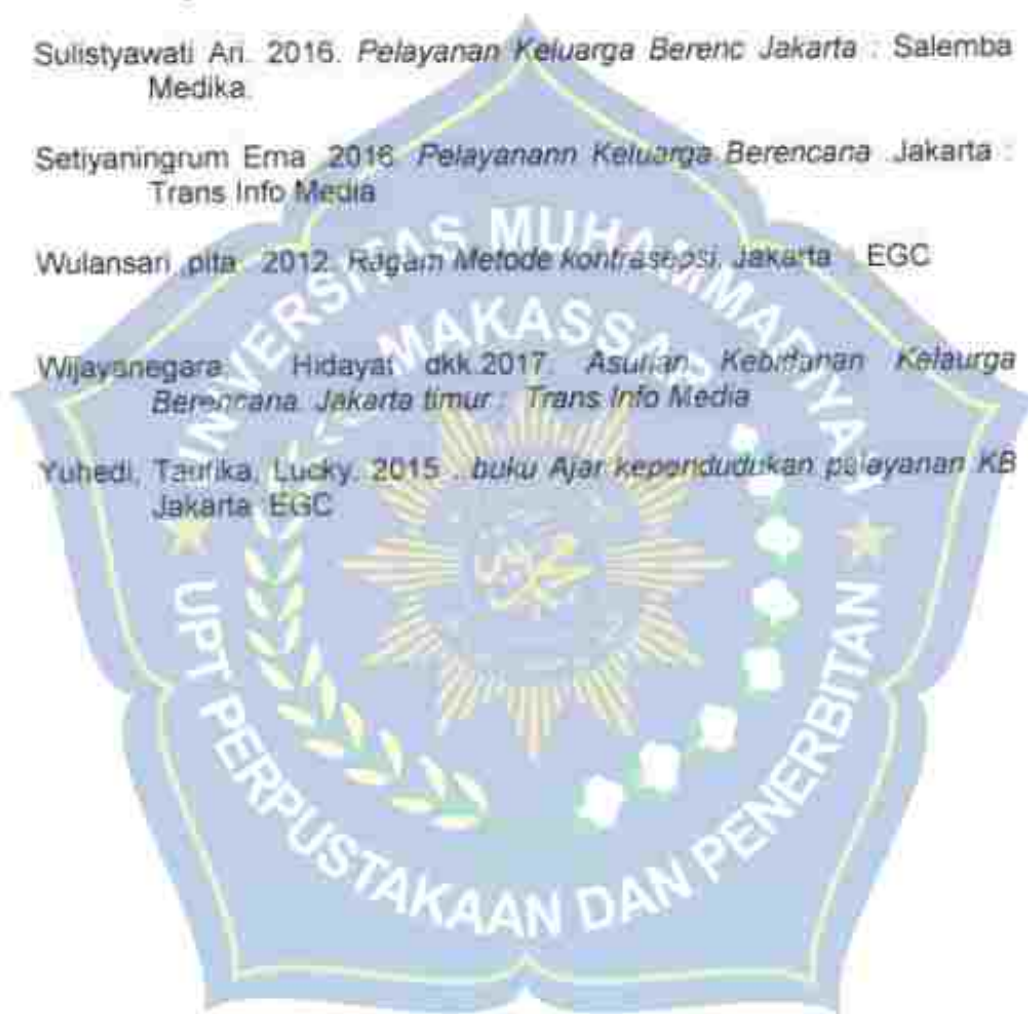 Sulistyawati Ari. 2016. Pelayanan Keluarga Berenc Jakarta : Salemba
Medika.
Setiyaningrum Erna 2016 Pelayanann Keluarga Berencana Jakarta :
Trans Info Media
Wulansari pita 2012. Ragam Metode kontrasepsi. Jakarta : EGC
Wijayanegara, Hidayat dkk.2017. Asuhan Kebidanan Kelaurga
Berencana. Jakarta timur : Trans Info Media
Yuhedi, Taufika, Lucky. 2015 . buku Ajar kependudukan pelayanan KB
Jakarta EGC
UNIVERSITAS MUHAMMADIYAH
MAKASSAR
UPT PERPUSTAKAAN DAN PENERBITAN